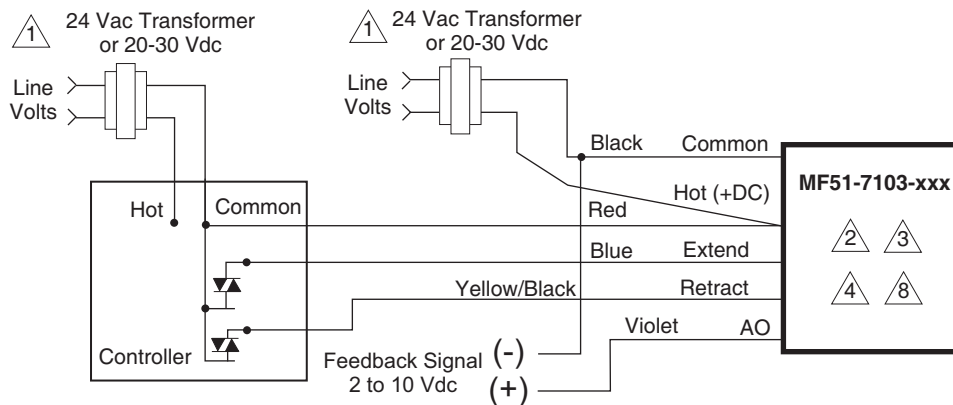 1
24 Vac Transformer
or 20-30 Vdc
Line
Volts
1
24 Vac Transformer
or 20-30 Vdc
Line
Volts
Black
Common
MF51-7103-xxx
Hot (+DC)
Hot
Common
Red
2
3
Blue
Extend
4
8
Yellow/Black
Retract
Violet
AO
Controller
Feedback Signal
2 to 10 Vdc
(-)
(+)